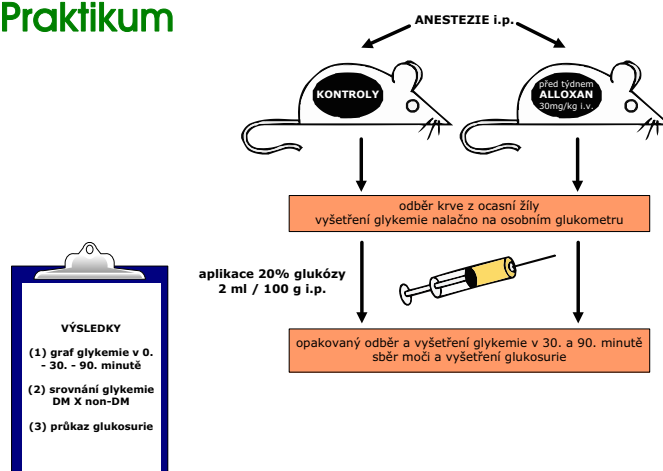 Praktikum
ANESTEZIE i.p.
KONTROLY
před týdnem
ALLOXAN
30mg/kg i.v.
odběr krve z ocasní žíly
vyšetření glykemie nalačno na osobním glukometru
aplikace 20% glukózy
2 ml / 100 g i.p.
opakovaný odběr a vyšetření glykemie v 30. a 90. minutě
sběr moči a vyšetření glukosurie
VÝSLEDKY
(1) graf glykemie v 0.
- 30. - 90. minutě
(2) srovnání glykemie
DM X non-DM
(3) průkaz glukosurie